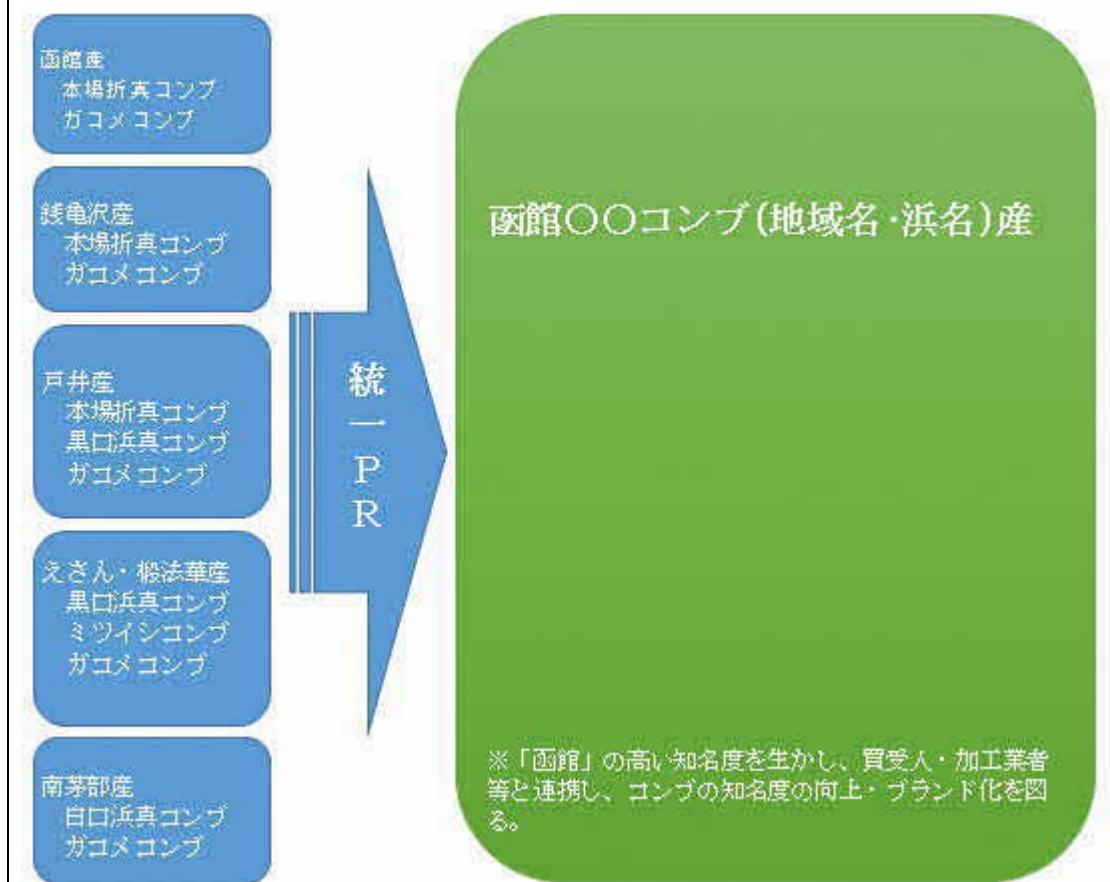 函館産
本場折真コンブ
ガコメコンブ
銭亀沢産
本場折真コンブ
ガコメコンブ
戸井産
本場折真コンブ
黒口浜真コンブ
ガコメコンブ
えさん・椴法華産
黒口浜真コンブ
ミツイシコンブ
ガコメコンブ
南茅部産
白口浜真コンブ
ガコメコンブ
統一PR
函館〇〇コンブ(地域名・浜名)産
※「函館」の高い知名度を生かし、買受人・加工業者
等と連携し、コンブの知名度の向上・ブランド化を図
る。